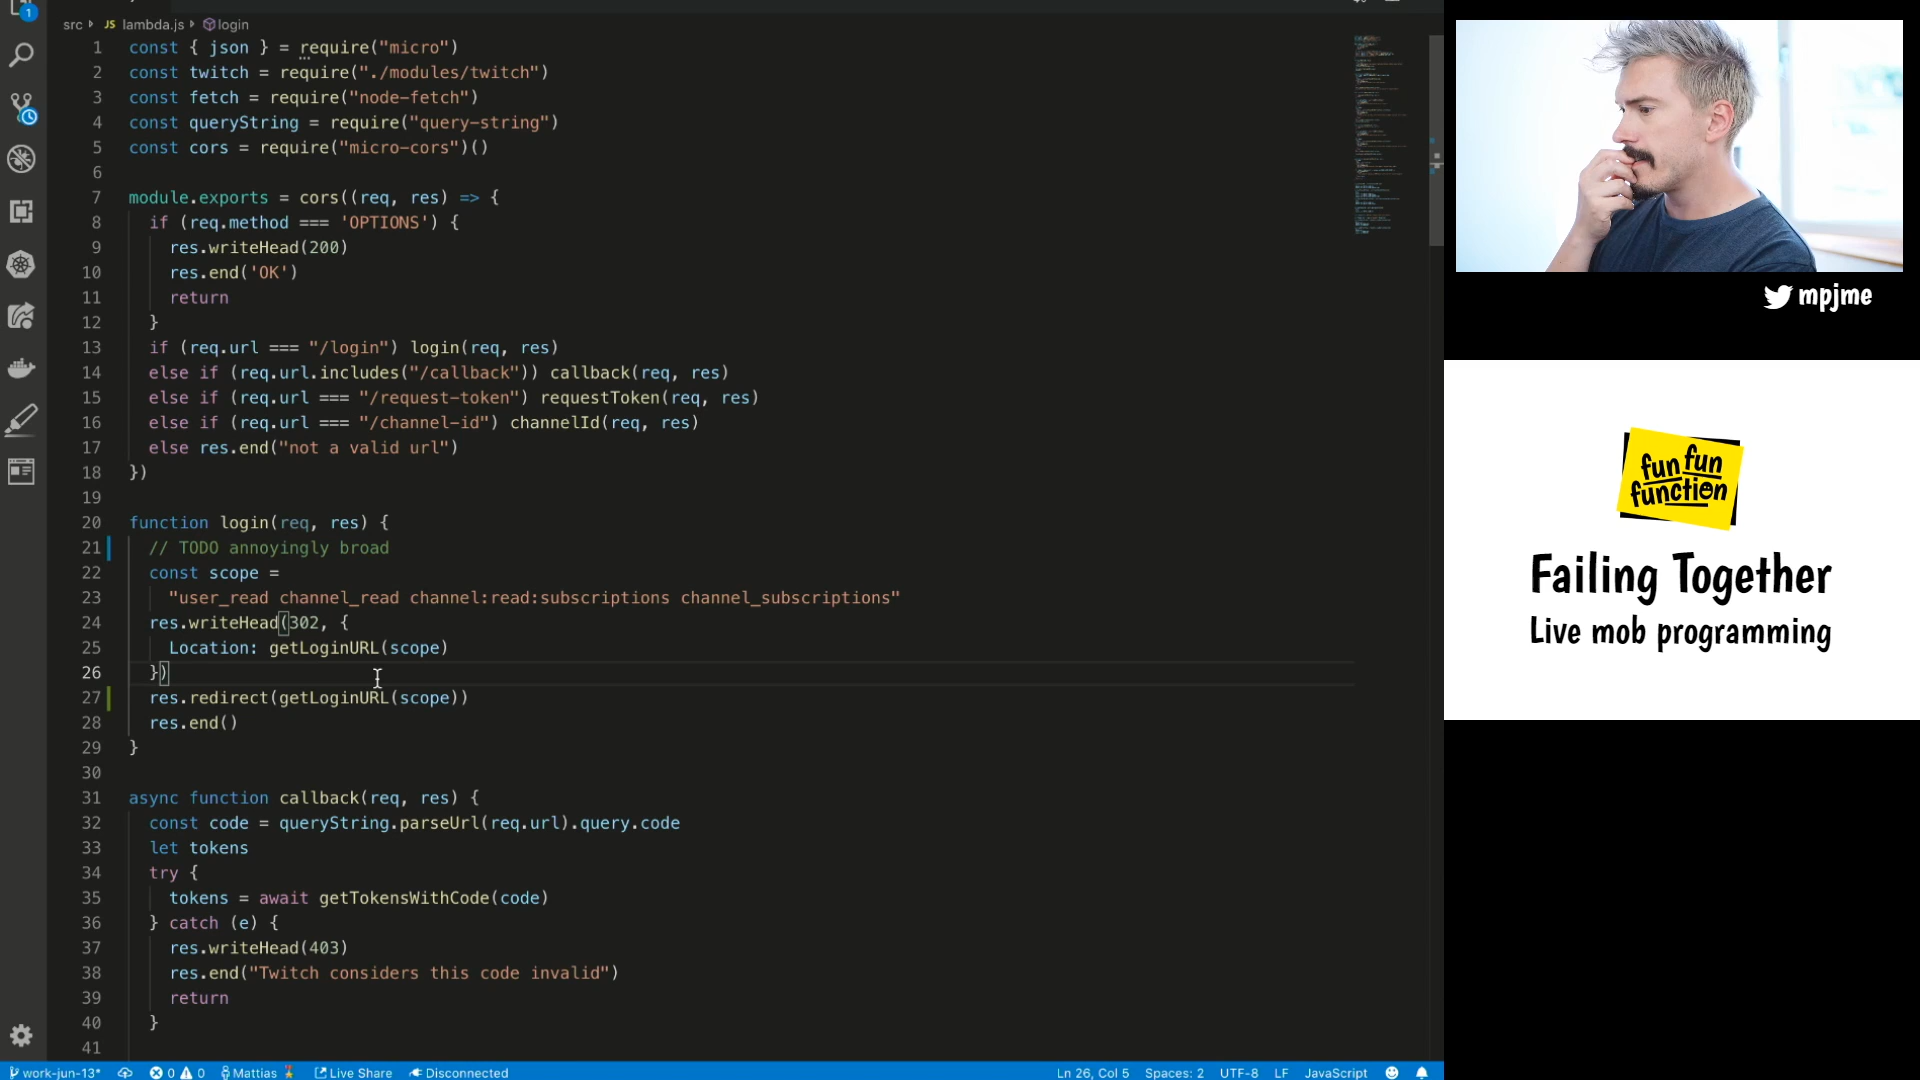 1
src lambda.js login
JS
1 const { json } = require("micro")
2 const twitch = require("./modules/twitch")
3 const fetch = require("node-fetch")
4 const queryString = require("query-string")
5 const cors = require("micro-cors")()
6
7 module.exports = cors((req, res) => {
8 if (req.method === 'OPTIONS') {
9 res.writeHead(200)
10 res.end('OK')
11 return
12 }
13 if (req.url === "/login") login(req, res)
14 else if (req.url.includes("/callback")) callback(req, res)
15 else if (req.url === "/request-token") requestToken(req, res)
16 else if (req.url === "/channel-id") channelId(req, res)
17 else res.end("not a valid url")
18 })
19
20 function login(req, res) {
21 // TODO annoyingly broad
22 const scope =
23 "user_read channel_read channel:read:subscriptions channel_subscriptions"
24 res.writeHead(302, {
25 Location: getLoginURL(scope)
26 })
27 res.redirect(getLoginURL(scope))
28 res.end()
29 }
30
31 async function callback(req, res) {
32 const code = queryString.parseUrl(req.url).query.code
33 let tokens
34 try {
35 tokens = await getTokensWithCode(code)
36 } catch (e) {
37 res.writeHead(403)
38 res.end("Twitch considers this code invalid")
39 return
40 }
41
work-jun-13* 0 0 Mattias Live Share Disconnected Ln 26, Col 5 Spaces: 2 UTF-8 LF JavaScript
mpjme
fun fun
function
Failing Together
Live mob programming